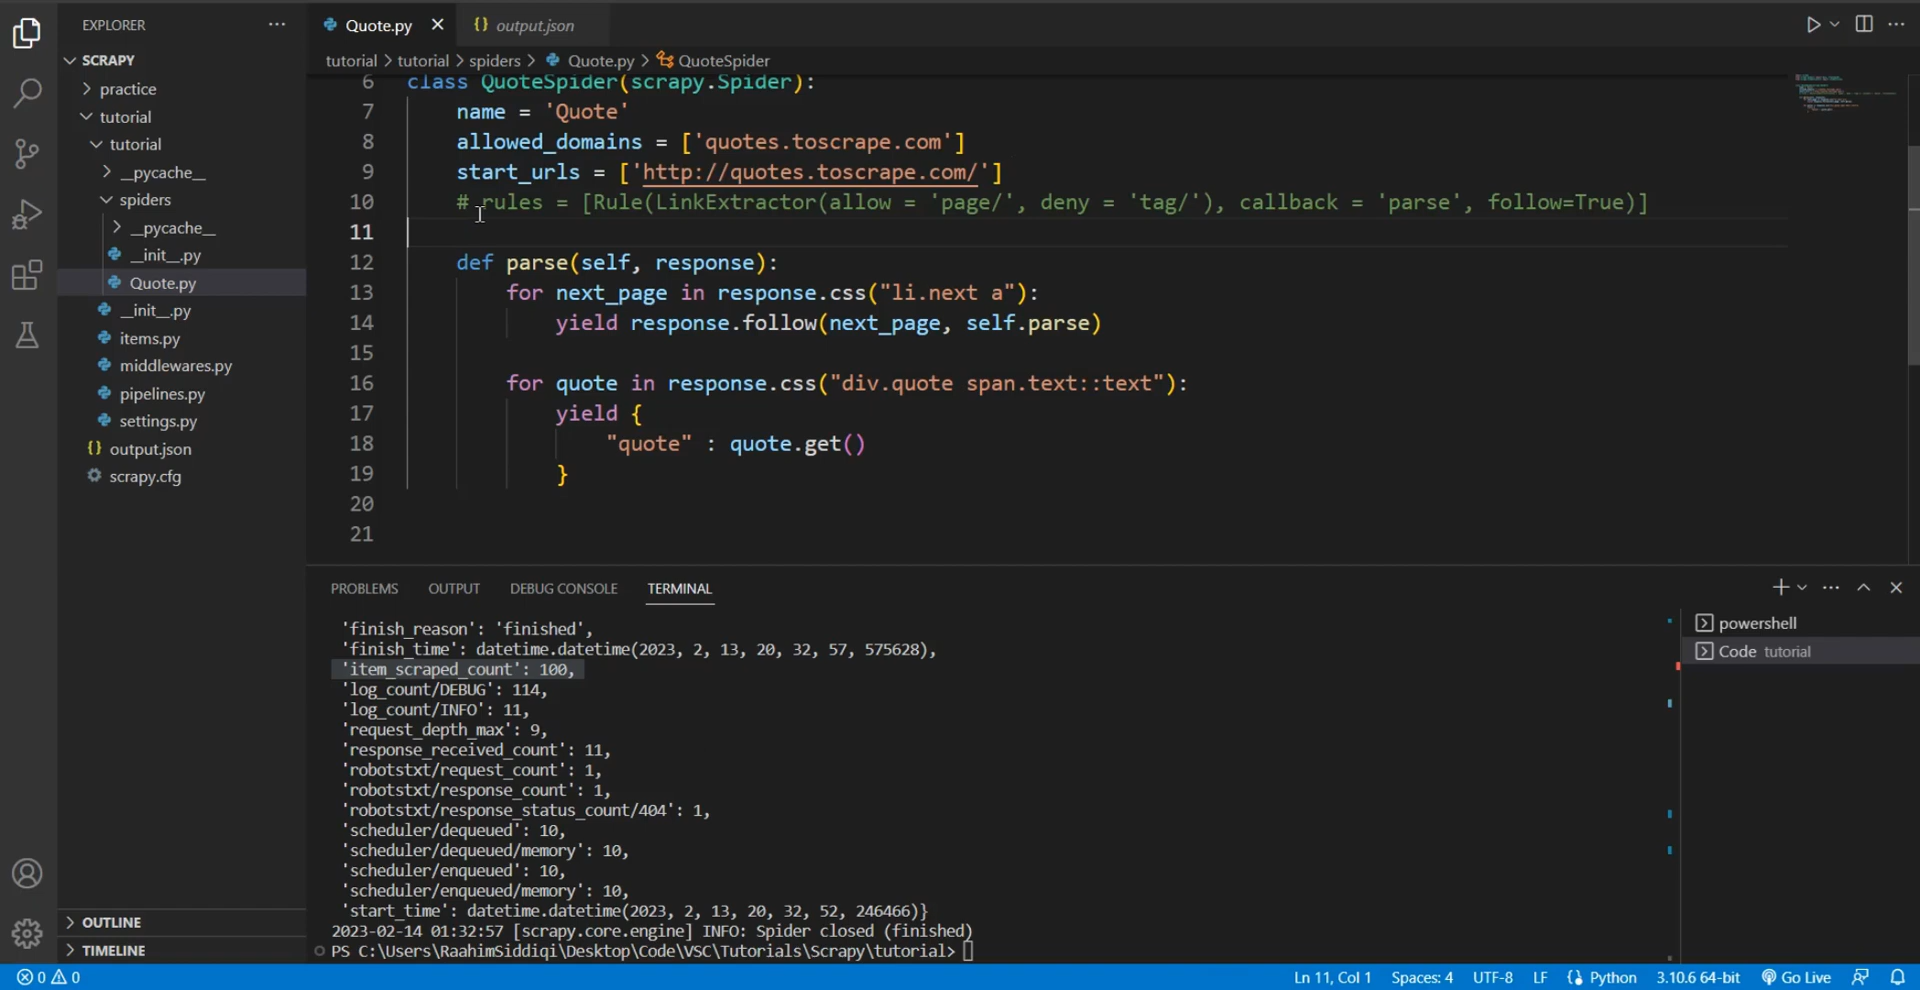 EXPLORER
SCRAPY
practice
tutorial
tutorial
__pycache__
spiders
__pycache__
__init__.py
Quote.py
__init__.py
items.py
middlewares.py
pipelines.py
settings.py
output.json
scrapy.cfg
OUTLINE
TIMELINE
Quote.py
{} output.json
tutorial > tutorial > spiders > Quote.py > QuoteSpider
6 class QuoteSpider(scrapy.Spider):
7 name = 'Quote'
8 allowed_domains = ['quotes.toscrape.com']
9 start_urls = ['http://quotes.toscrape.com/']
10 # rules = [Rule(LinkExtractor(allow = 'page/', deny = 'tag/'), callback = 'parse', follow=True)]
11
12 def parse(self, response):
13 for next_page in response.css("li.next a"):
14 yield response.follow(next_page, self.parse)
15
16 for quote in response.css("div.quote span.text::text"):
17 yield {
18 "quote" : quote.get()
19 }
20
21
PROBLEMS OUTPUT DEBUG CONSOLE TERMINAL
'finish_reason': 'finished',
'finish_time': datetime.datetime(2023, 2, 13, 20, 32, 57, 575628),
'item_scraped_count': 100,
'log_count/DEBUG': 114,
'log_count/INFO': 11,
'request_depth_max': 9,
'response_received_count': 11,
'robotstxt/request_count': 1,
'robotstxt/response_count': 1,
'robotstxt/response_status_count/404': 1,
'scheduler/dequeued': 10,
'scheduler/dequeued/memory': 10,
'scheduler/enqueued': 10,
'scheduler/enqueued/memory': 10,
'start_time': datetime.datetime(2023, 2, 13, 20, 32, 52, 246466)}
2023-02-14 01:32:57 [scrapy.core.engine] INFO: Spider closed (finished)
PS C:\Users\RaahimSiddiqi\Desktop\Code\VSC\Tutorials\Scrapy\tutorial>
powershell
Code tutorial
0 0
Ln 11, Col 1 Spaces: 4 UTF-8 LF {} Python 3.10.6 64-bit Go Live